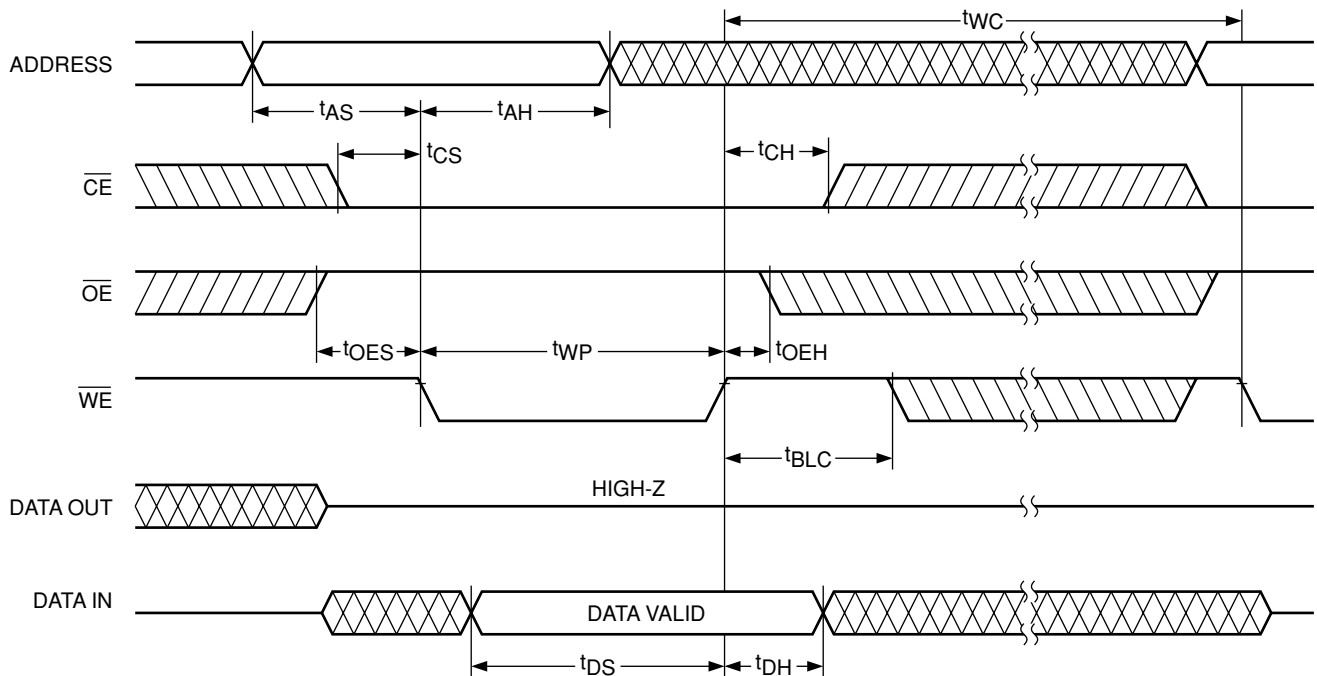 tWC
ADDRESS
tAS
tAH
tCS
tCH
CE
OE
tOES
tWP
tOEH
WE
tBLC
HIGH-Z
DATA OUT
DATA IN
DATA VALID
tDS
tDH